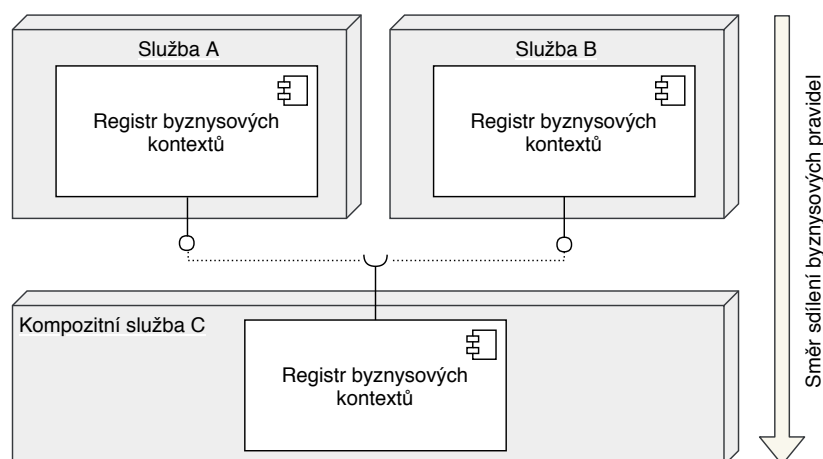 Služba A
Registr byznysových
kontextů
Služba B
Registr byznysových
kontextů
Kompozitní služba C
Registr byznysových
kontextů
Směr sdílení byznysových pravidel